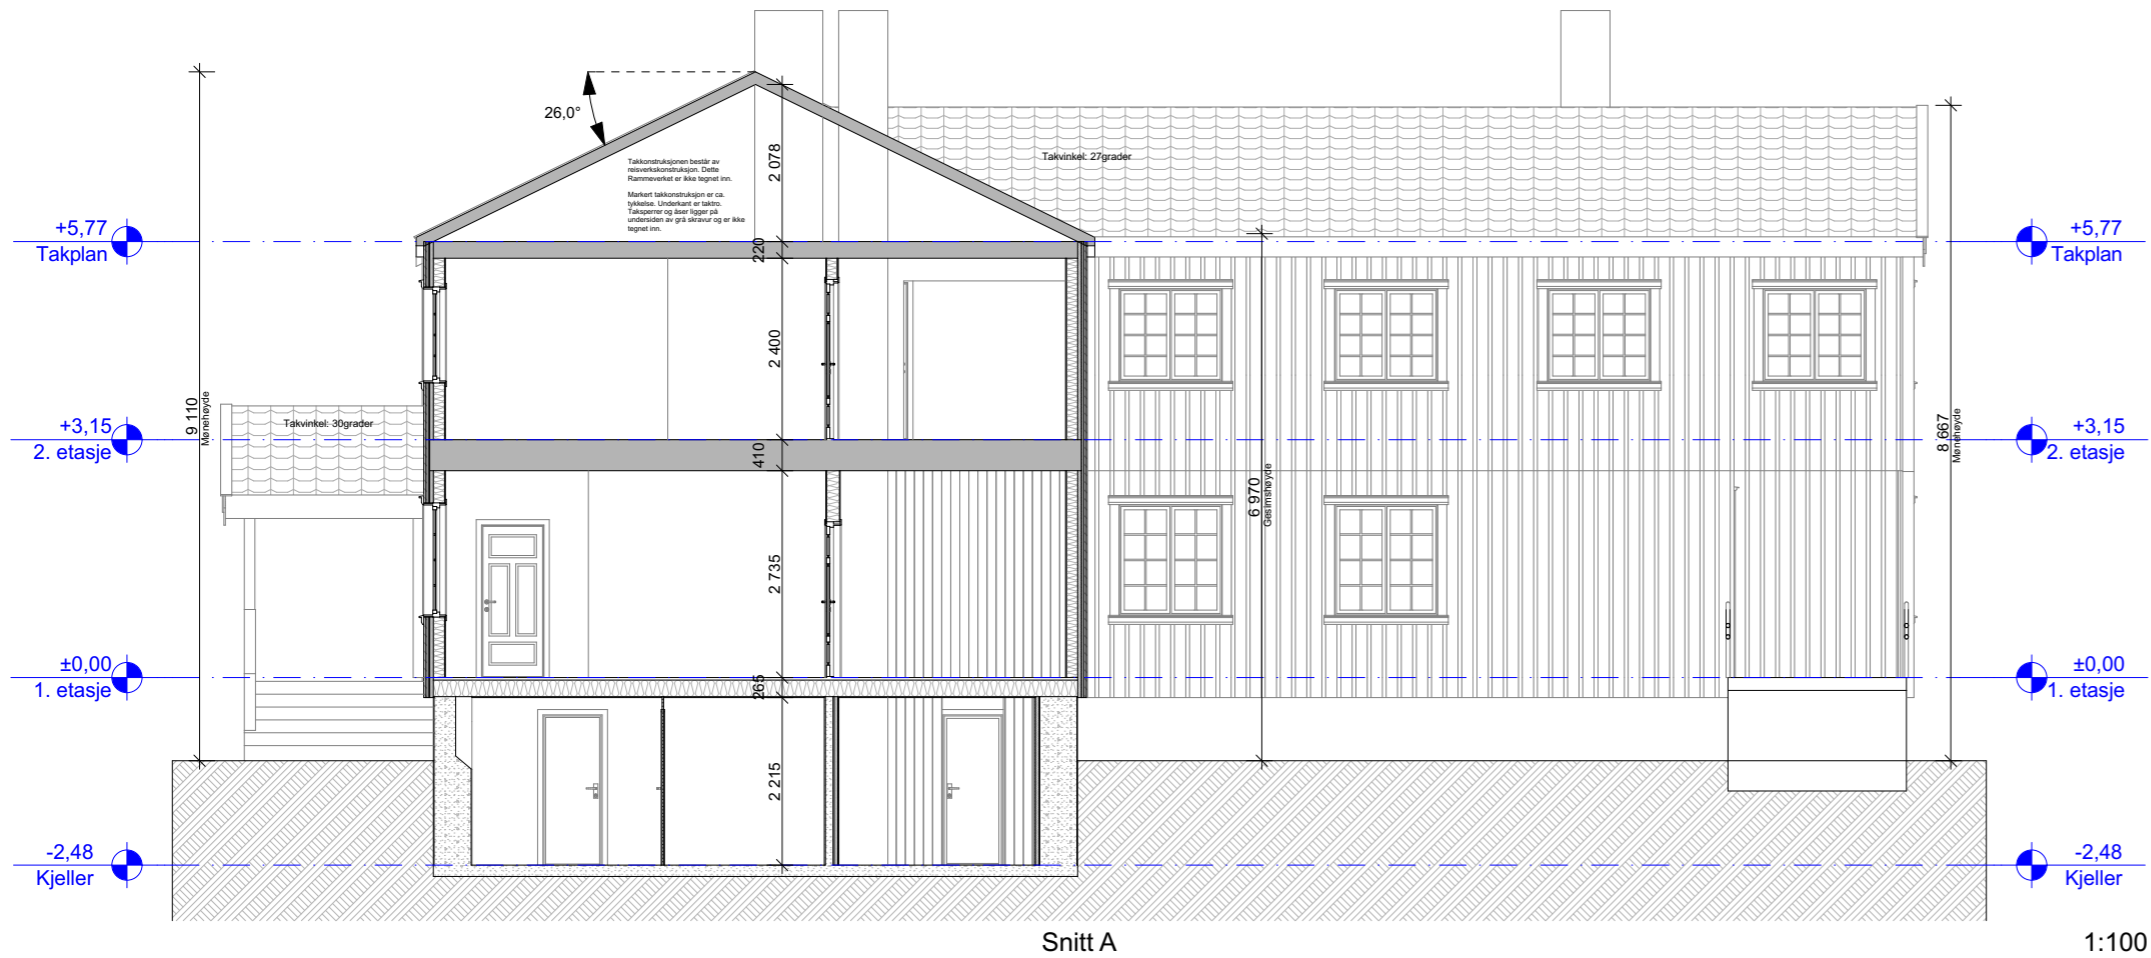 26,0°
2 078
Takkonstruksjonen består av
reisverkskonstruksjon. Dette
Rammeverket er ikke tegnet inn.
Markert takkonstruksjon er ca.
tykkelse. Underkant er taktro.
Taksperrer og åser ligger på
undersiden av grå skravur og er ikke
tegnet inn.
Takvinkel: 27grader
+5,77
Takplan
+5,77
Takplan
220
2 400
9 110
Mønehøyde
Takvinkel: 30grader
+3,15
2. etasje
+3,15
2. etasje
8 667
Mønehøyde
410
6 970
Gesimshøyde
2 735
±0,00
1. etasje
±0,00
1. etasje
265
2 215
-2,48
Kjeller
-2,48
Kjeller
Snitt A
1:100